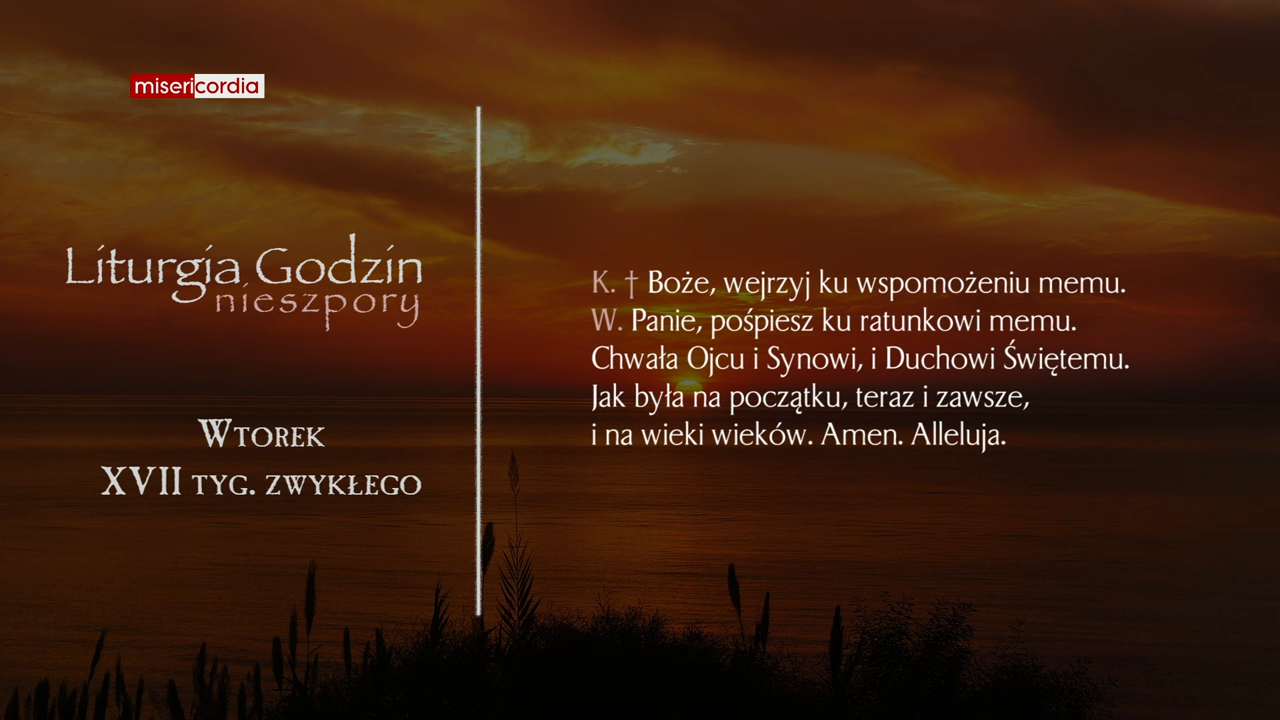 misericordia
Liturgia Godzin
nieszpory
Wtorek
XVII tyg. zwykłego
K. † Boże, wejrzyj ku wspomożeniu memu.
W. Panie, pośpiesz ku ratunkowi memu.
Chwała Ojcu i Synowi, i Duchowi Świętemu.
Jak była na początku, teraz i zawsze,
i na wieki wieków. Amen. Alleluja.